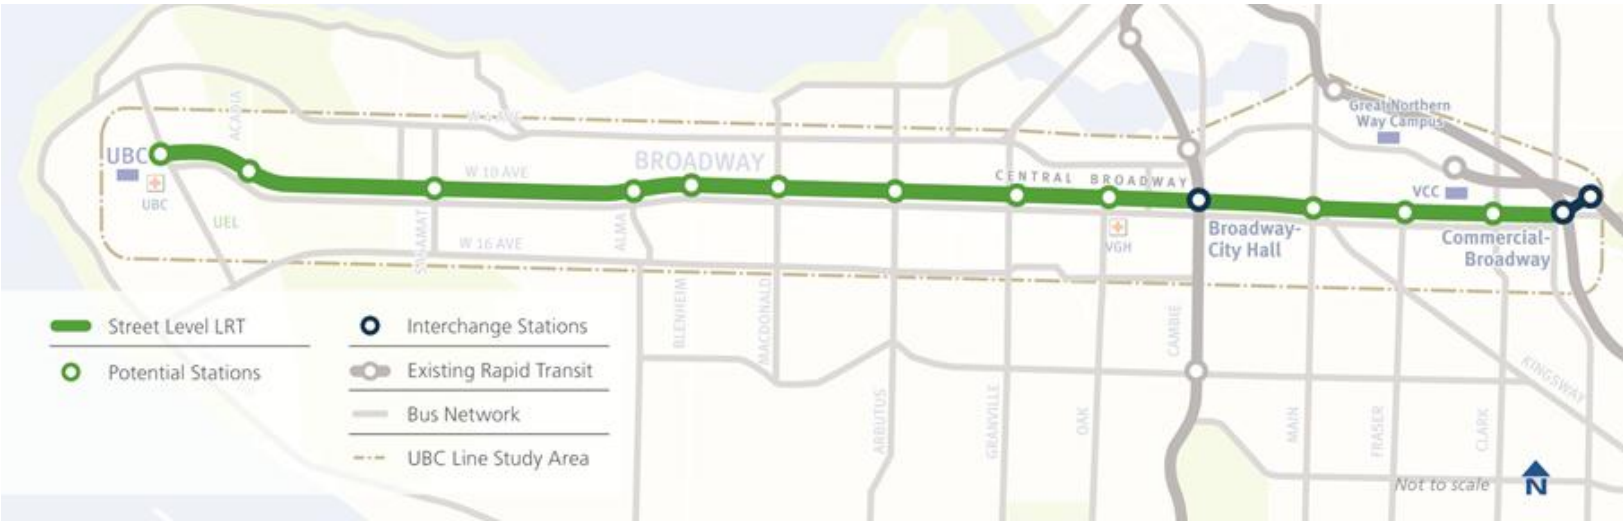 Great Northern
Way Campus
W 4 AVE
ACADIA
UBC
BROADWAY
W 10 AVE
CENTRAL BROADWAY
VCC
UBC
UEL
SASAMAT
ALMA
W 16 AVE
VGH
Broadway-
City Hall
Commercial-
Broadway
BLENHEIM
MACDONALD
CAMBIE
Street Level LRT
Potential Stations
Interchange Stations
Existing Rapid Transit
Bus Network
UBC Line Study Area
ARBUTUS
GRANVILLE
OAK
MAIN
FRASER
CLARK
KINGSWAY
Not to scale
N